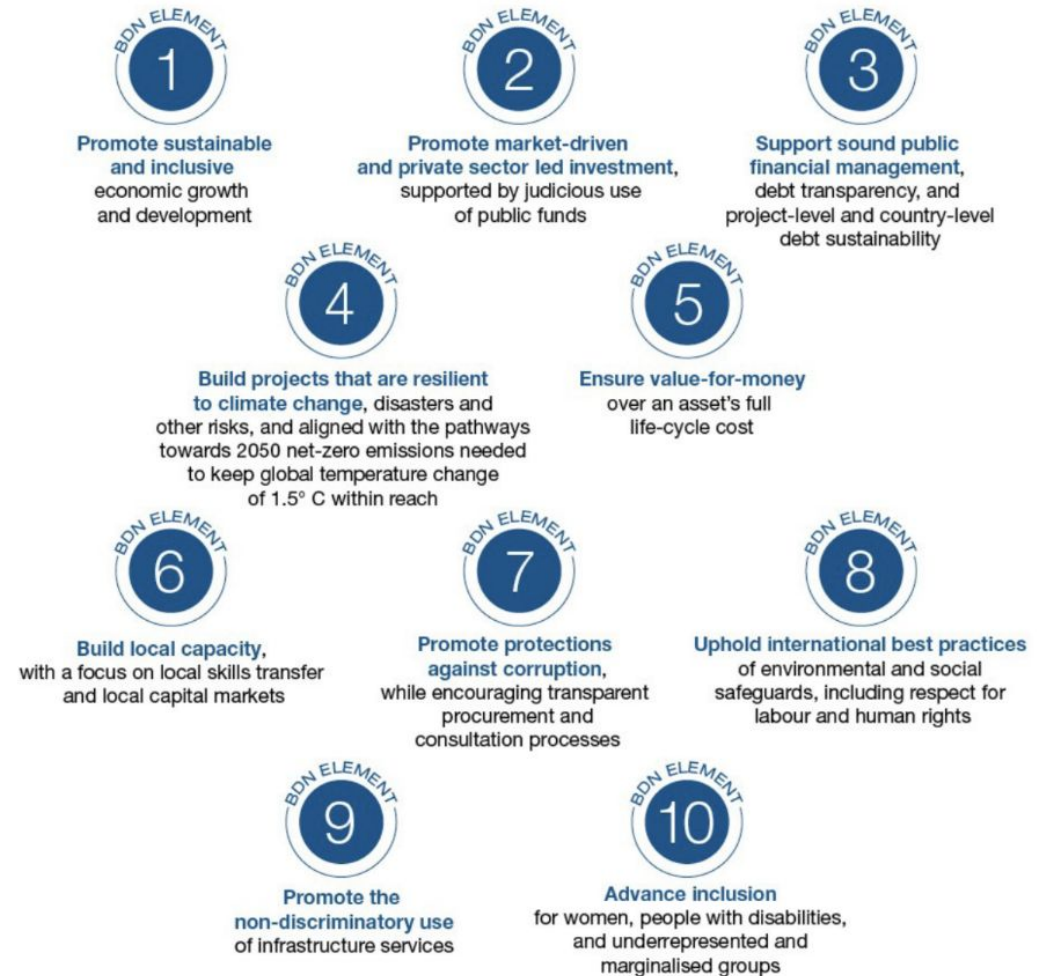 BDN ELEMENT
1
Promote sustainable
and inclusive
economic growth
and development
BDN ELEMENT
2
Promote market-driven
and private sector led investment,
supported by judicious use
of public funds
BDN ELEMENT
3
Support sound public
financial management,
debt transparency, and
project-level and country-level
debt sustainability
BDN ELEMENT
4
Build projects that are resilient
to climate change, disasters and
other risks, and aligned with the pathways
towards 2050 net-zero emissions needed
to keep global temperature change
of 1.5° C within reach
BDN ELEMENT
5
Ensure value-for-money
over an asset's full
life-cycle cost
BDN ELEMENT
6
Build local capacity,
with a focus on local skills transfer
and local capital markets
BDN ELEMENT
7
Promote protections
against corruption,
while encouraging transparent
procurement and
consultation processes
BDN ELEMENT
8
Uphold international best practices
of environmental and social
safeguards, including respect for
labour and human rights
BDN ELEMENT
9
Promote the
non-discriminatory use
of infrastructure services
BDN ELEMENT
10
Advance inclusion
for women, people with disabilities,
and underrepresented and
marginalised groups